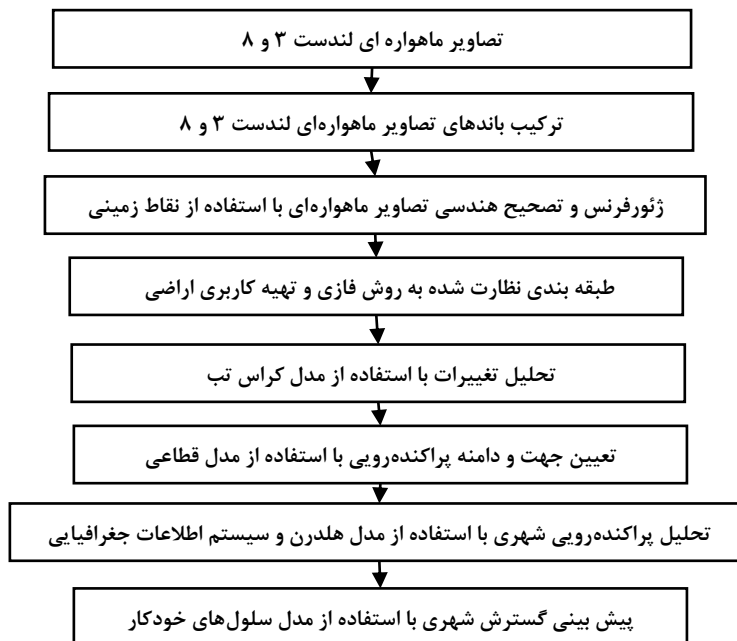 تصاویر ماهواره ای لندست ۳ و ۸
ترکیب باندهای تصاویر ماهواره‌ای لندست ۳ و ۸
ژئورفرنس و تصحیح هندسی تصاویر ماهواره‌ای با استفاده از نقاط زمینی
طبقه بندی نظارت شده به روش فازی و تهیه کاربری اراضی
تحلیل تغییرات با استفاده از مدل کراس تب
تعیین جهت و دامنه پراکنده‌رویی با استفاده از مدل قطاعی
تحلیل پراکنده‌رویی شهری با استفاده از مدل هلدرن و سیستم اطلاعات جغرافیایی
پیش بینی گسترش شهری با استفاده از مدل سلول‌های خودکار